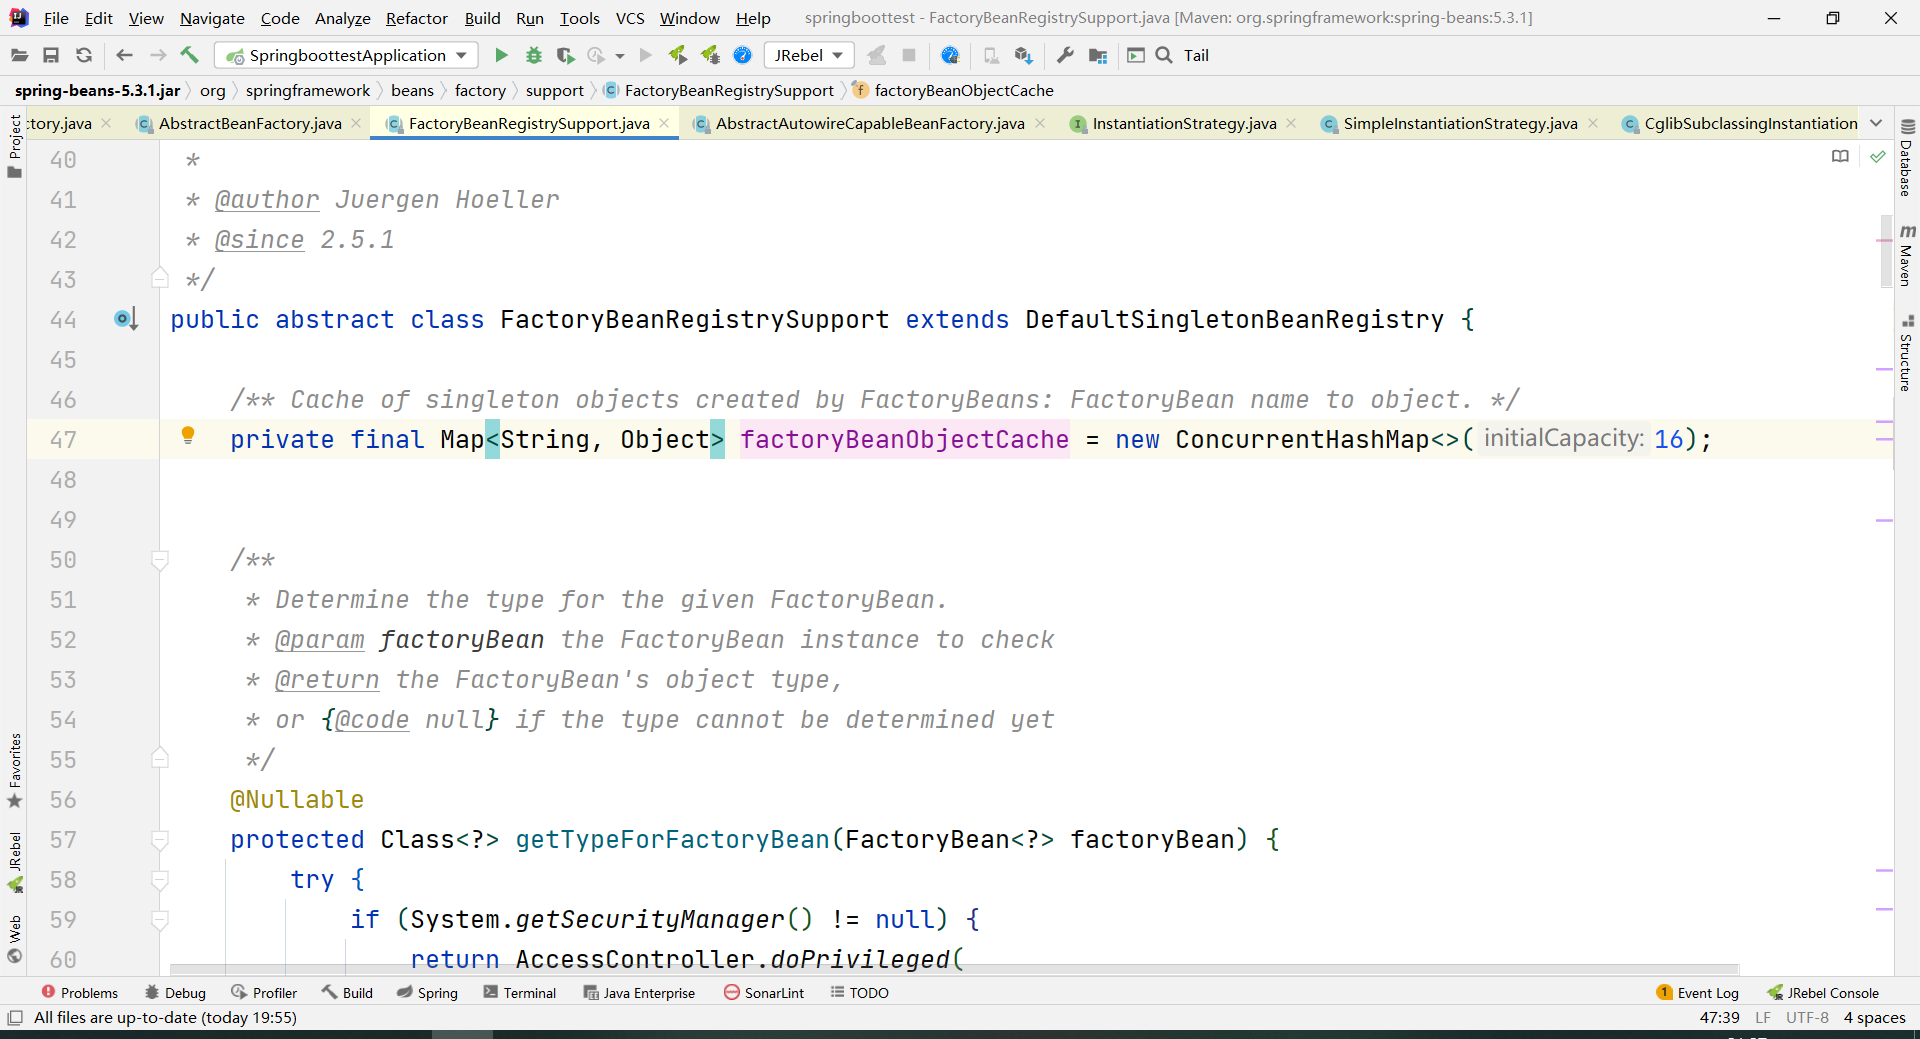 File Edit View Navigate Code Analyze Refactor Build Run Tools VCS Window Help springboottest - FactoryBeanRegistrySupport.java [Maven: org.springframework:spring-beans:5.3.1]
SpringboottestApplication JRebel Tail
spring-beans-5.3.1.jar org springframework beans factory support FactoryBeanRegistrySupport factoryBeanObjectCache
tory.java AbstractBeanFactory.java FactoryBeanRegistrySupport.java AbstractAutowireCapableBeanFactory.java InstantiationStrategy.java SimpleInstantiationStrategy.java CglibSubclassingInstantiation
Project
Favorites
JRebel
Web
40 *
41 * @author Juergen Hoeller
42 * @since 2.5.1
43 */
44 public abstract class FactoryBeanRegistrySupport extends DefaultSingletonBeanRegistry {
45
46 /** Cache of singleton objects created by FactoryBeans: FactoryBean name to object. */
47 private final Map<String, Object> factoryBeanObjectCache = new ConcurrentHashMap<>( initialCapacity: 16);
48
49
50 /**
51 * Determine the type for the given FactoryBean.
52 * @param factoryBean the FactoryBean instance to check
53 * @return the FactoryBean's object type,
54 * or {@code null} if the type cannot be determined yet
55 */
56 @Nullable
57 protected Class<?> getTypeForFactoryBean(FactoryBean<?> factoryBean) {
58 try {
59 if (System.getSecurityManager() != null) {
60 return AccessController.doPrivileged(
Database
Maven
Structure
Problems Debug Profiler Build Spring Terminal Java Enterprise SonarLint TODO 1 Event Log JRebel Console
All files are up-to-date (today 19:55) 47:39 LF UTF-8 4 spaces